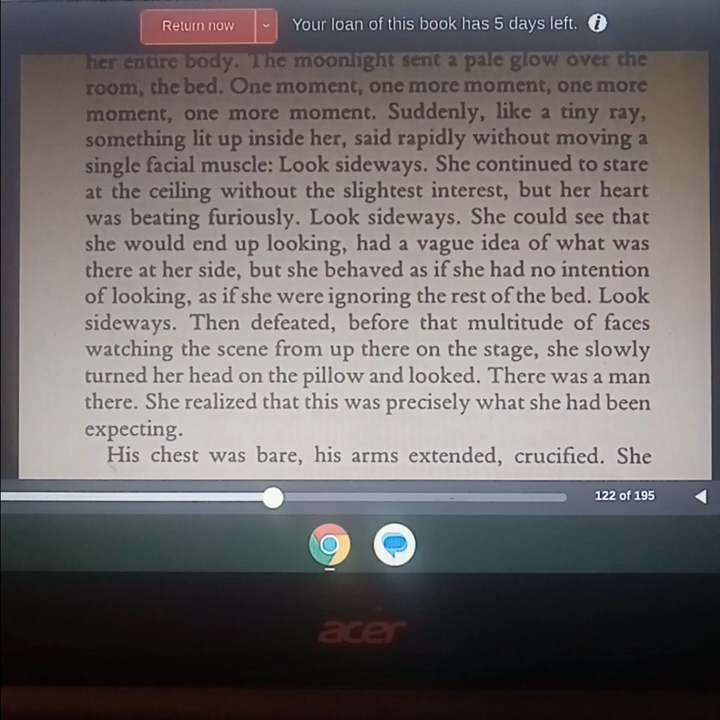 Return now
Your loan of this book has 5 days left.
her entire body. The moonlight sent a pale glow over the
room, the bed. One moment, one more moment, one more
moment, one more moment. Suddenly, like a tiny ray,
something lit up inside her, said rapidly without moving a
single facial muscle: Look sideways. She continued to stare
at the ceiling without the slightest interest, but her heart
was beating furiously. Look sideways. She could see that
she would end up looking, had a vague idea of what was
there at her side, but she behaved as if she had no intention
of looking, as if she were ignoring the rest of the bed. Look
sideways. Then defeated, before that multitude of faces
watching the scene from up there on the stage, she slowly
turned her head on the pillow and looked. There was a man
there. She realized that this was precisely what she had been
expecting.
His chest was bare, his arms extended, crucified. She
122 of 195
acer